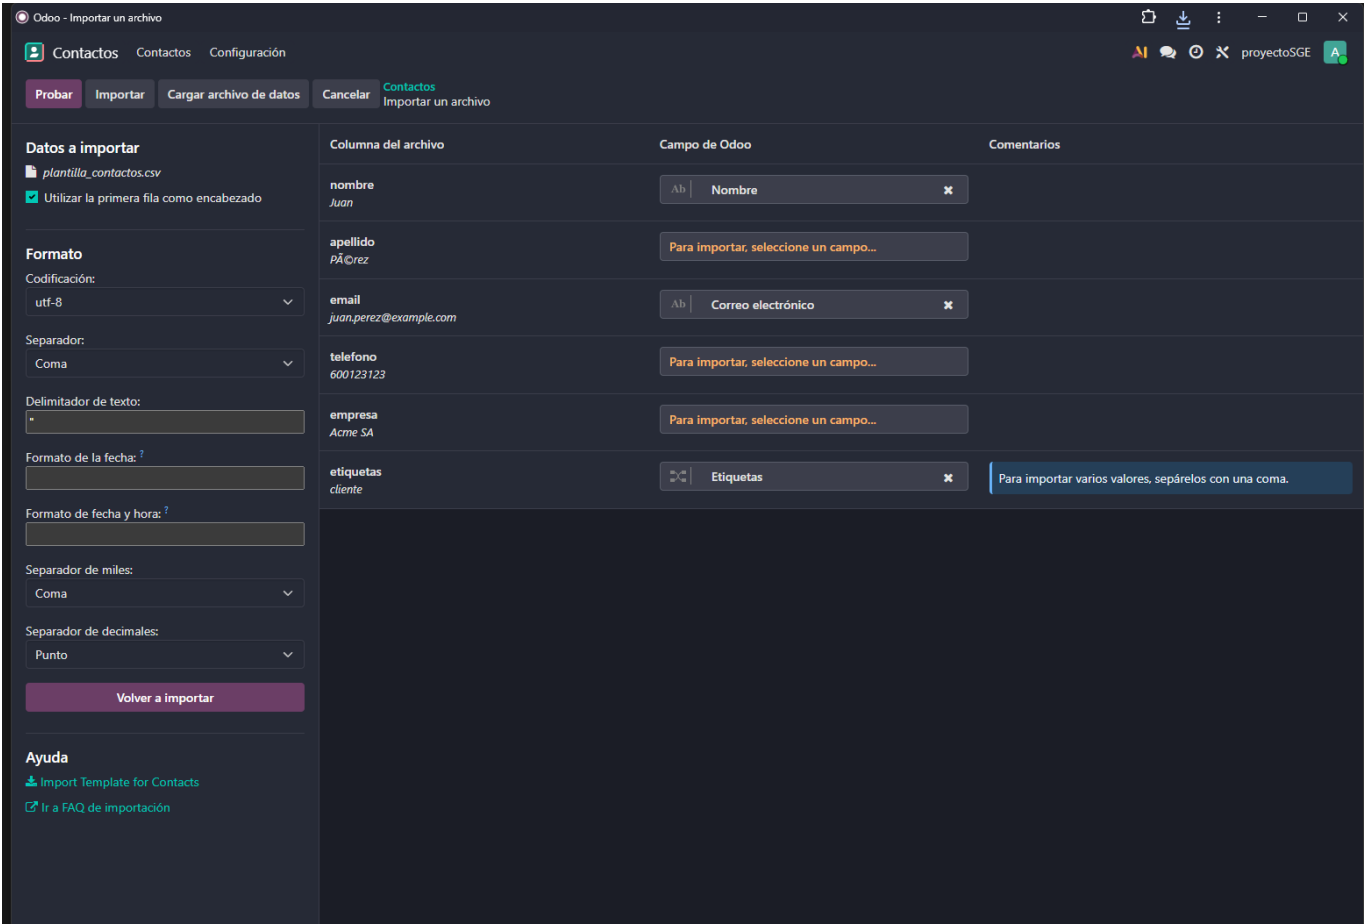 Odoo - Importar un archivo
Contactos Contactos Configuración
AI proyectoSGE A
Probar Importar Cargar archivo de datos Cancelar Contactos
Importar un archivo
Datos a importar
plantilla_contactos.csv
Utilizar la primera fila como encabezado
Formato
Codificación:
utf-8
Separador:
Coma
Delimitador de texto:
"
Formato de la fecha: ?
Formato de fecha y hora: ?
Separador de miles:
Coma
Separador de decimales:
Punto
Volver a importar
Ayuda
Import Template for Contacts
Ir a FAQ de importación
Columna del archivo Campo de Odoo Comentarios
nombre
Juan
Ab Nombre
apellido
PÃ©rez
Para importar, seleccione un campo...
email
juan.perez@example.com
Ab Correo electrónico
telefono
600123123
Para importar, seleccione un campo...
empresa
Acme SA
Para importar, seleccione un campo...
etiquetas
cliente
Etiquetas
Para importar varios valores, sepárelos con una coma.